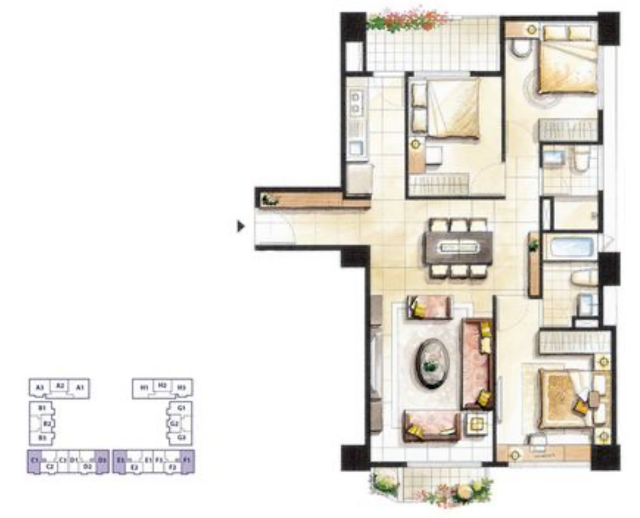 A3 A2 A1 H1 H2 H3
B1 G1
B2 G2
B3 G3
C1 C2 C3 D1 D2 D3 E3 E2 E1 F3 F2 F1